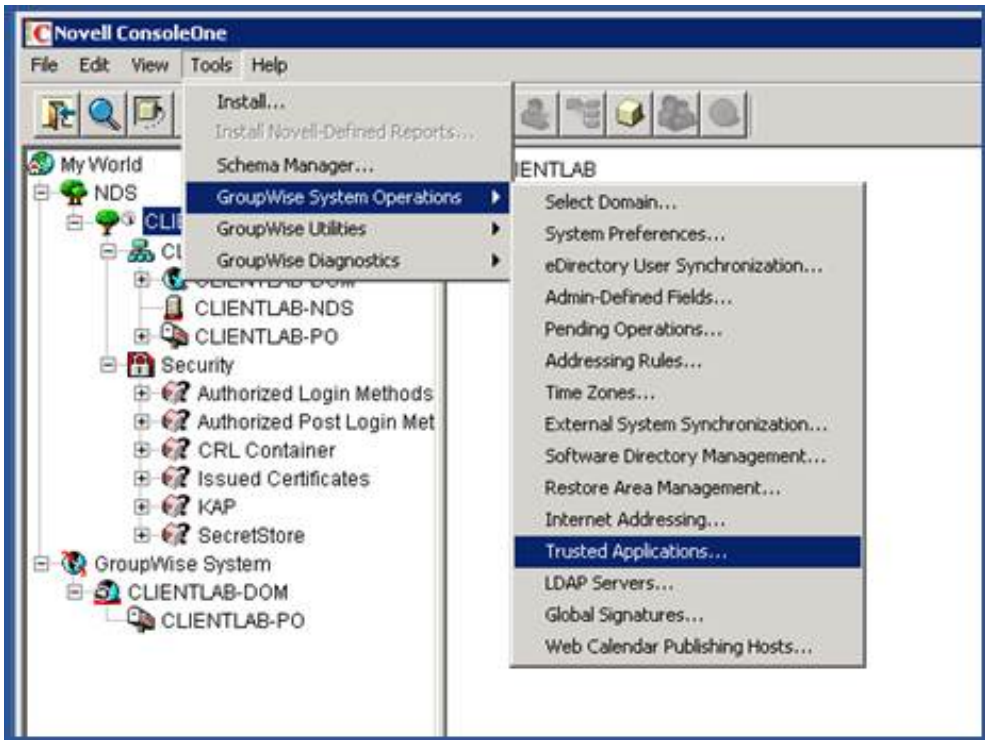 Novell ConsoleOne
File Edit View Tools Help
Install...
Install Novell-Defined Reports...
Schema Manager...
GroupWise System Operations
GroupWise Utilities
GroupWise Diagnostics
Select Domain...
System Preferences...
eDirectory User Synchronization...
Admin-Defined Fields...
Pending Operations...
Addressing Rules...
Time Zones...
External System Synchronization...
Software Directory Management...
Restore Area Management...
Internet Addressing...
Trusted Applications...
LDAP Servers...
Global Signatures...
Web Calendar Publishing Hosts...
IENTLAB
My World
NDS
CLIE
CL
CLIENTLAB-DOM
CLIENTLAB-NDS
CLIENTLAB-PO
Security
Authorized Login Methods
Authorized Post Login Met
CRL Container
Issued Certificates
KAP
SecretStore
GroupWise System
CLIENTLAB-DOM
CLIENTLAB-PO